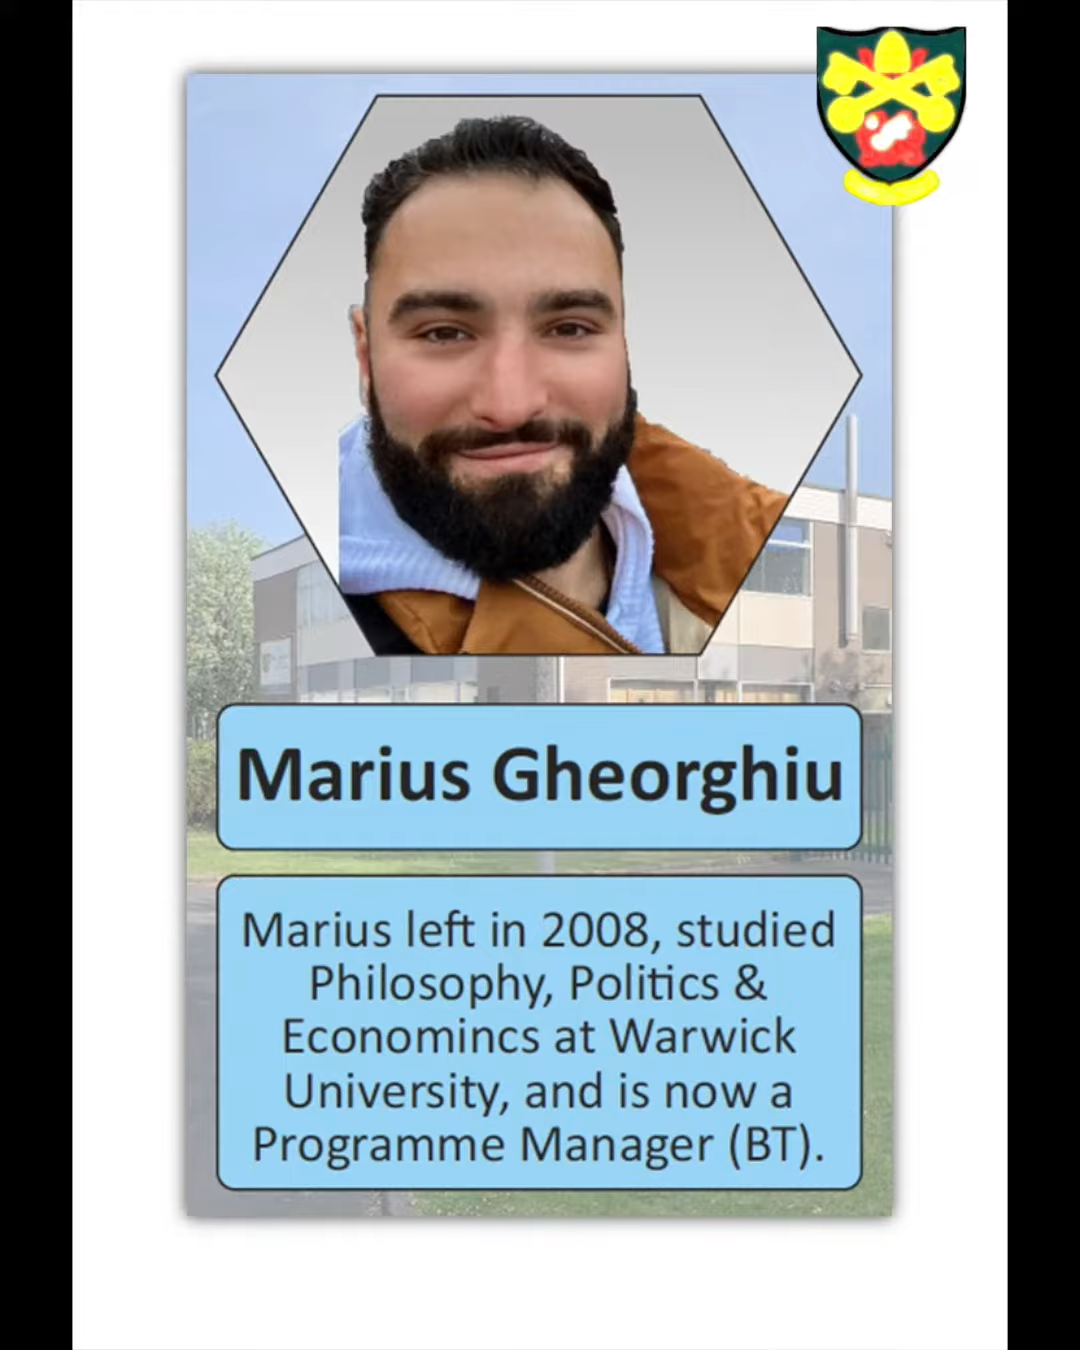 Marius Gheorghiu
Marius left in 2008, studied
Philosophy, Politics &
Economincs at Warwick
University, and is now a
Programme Manager (BT).